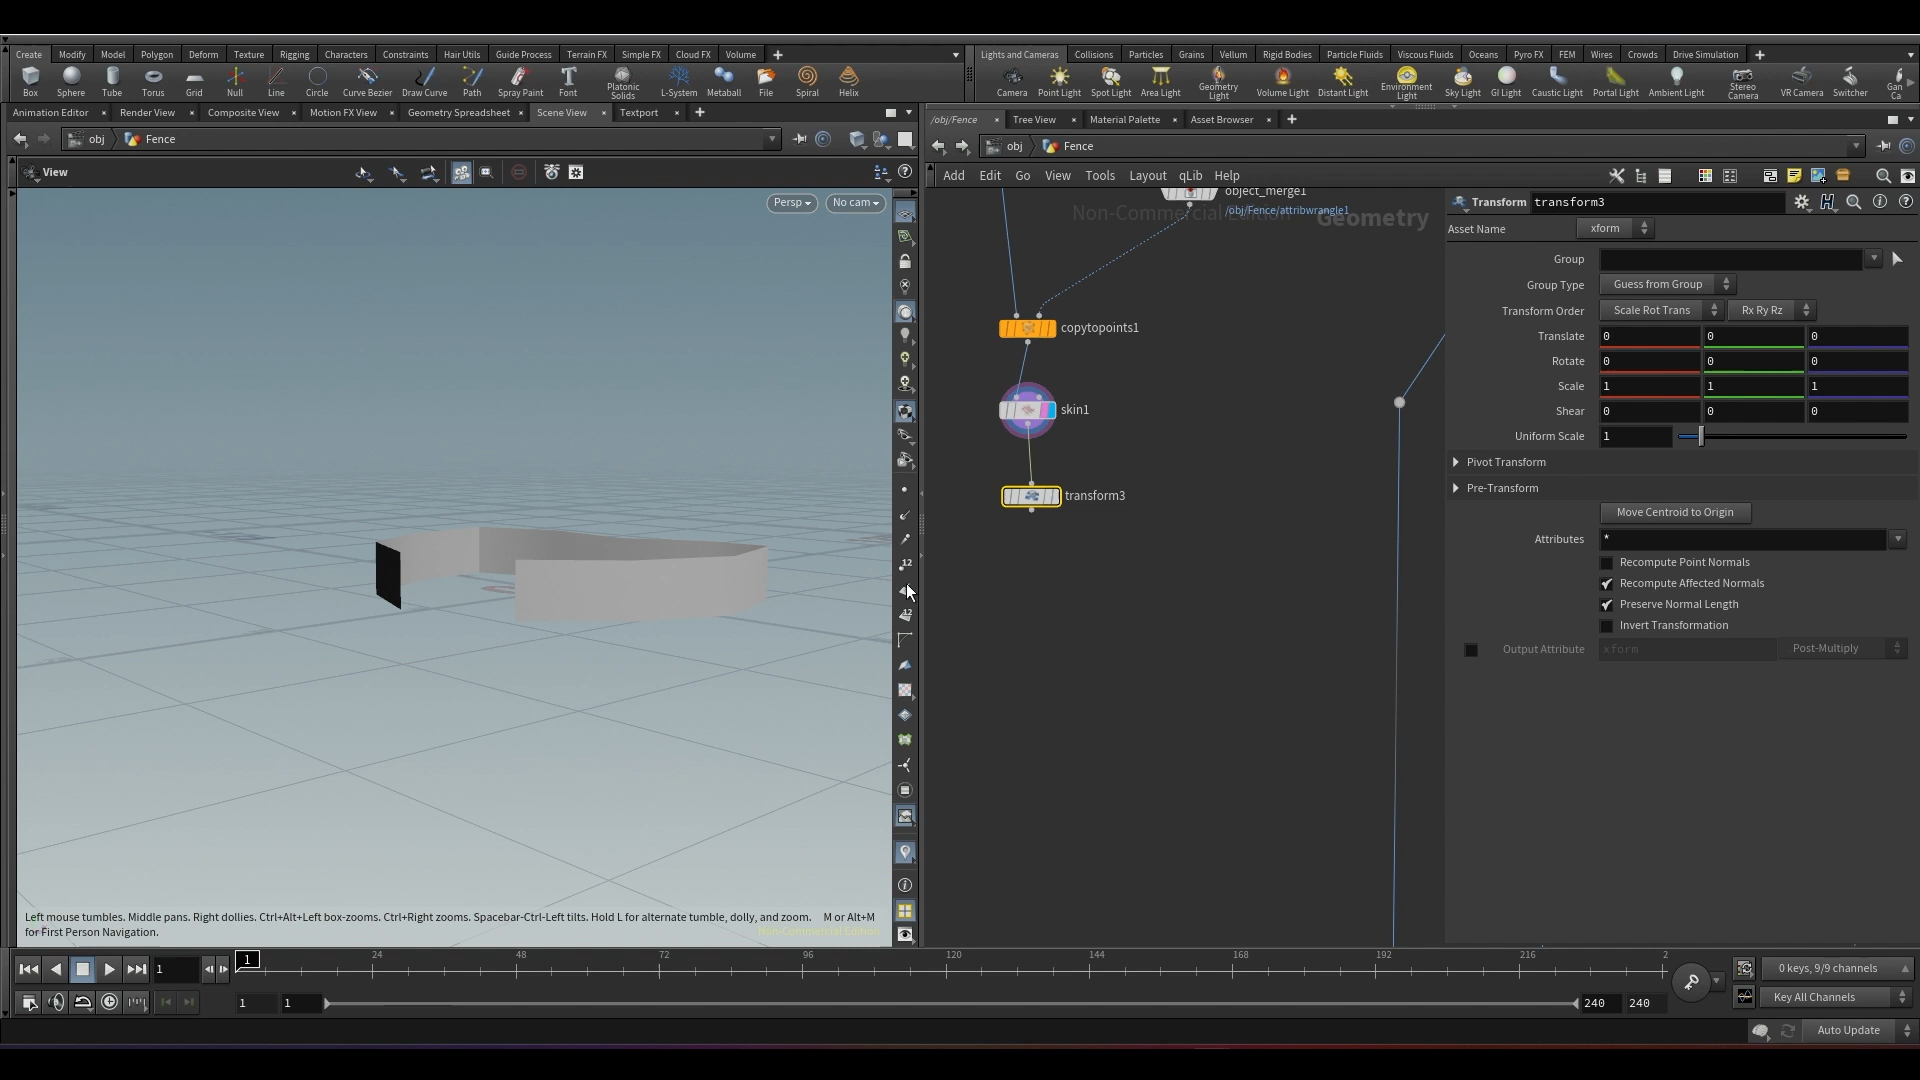 Create Modify Model Polygon Deform Texture Rigging Characters Constraints Hair Utils Guide Process Terrain FX Simple FX Cloud FX Volume
Lights and Cameras Collisions Particles Grains Vellum Rigid Bodies Particle Fluids Viscous Fluids Oceans Pyro FX FEM Wires Crowds Drive Simulation
Box Sphere Tube Torus Grid Null Line Circle Curve Bezier Draw Curve Path Spray Paint Font Platonic Solids L-System Metaball File Spiral Helix
Camera Point Light Spot Light Area Light Geometry Light Volume Light Distant Light Environment Light Sky Light GI Light Caustic Light Portal Light Ambient Light Stereo Camera VR Camera Switcher
Animation Editor Render View Composite View Motion FX View Geometry Spreadsheet Scene View Textport
/obj/Fence Tree View Material Palette Asset Browser
obj Fence
obj Fence
View
Add Edit Go View Tools Layout qLib Help
Persp No cam
object_merge1
/obj/Fence/attribwrangle1
Non-Commercial Edition
Geometry
copytopoints1
skin1
transform3
Transform transform3
Asset Name xform
Group
Group Type Guess from Group
Transform Order Scale Rot Trans Rx Ry Rz
Translate 0 0 0
Rotate 0 0 0
Scale 1 1 1
Shear 0 0 0
Uniform Scale 1
Pivot Transform
Pre-Transform
Move Centroid to Origin
Attributes *
Recompute Point Normals
Recompute Affected Normals
Preserve Normal Length
Invert Transformation
Output Attribute xform Post-Multiply
12
12
Left mouse tumbles. Middle pans. Right dollies. Ctrl+Alt+Left box-zooms. Ctrl+Right zooms. Spacebar-Ctrl-Left tilts. Hold L for alternate tumble, dolly, and zoom. M or Alt+M
for First Person Navigation.
Non-Commercial Edition
1 1 24 48 72 96 120 144 168 192 216 2
0 keys, 9/9 channels
1 1 240 240
Key All Channels
Auto Update